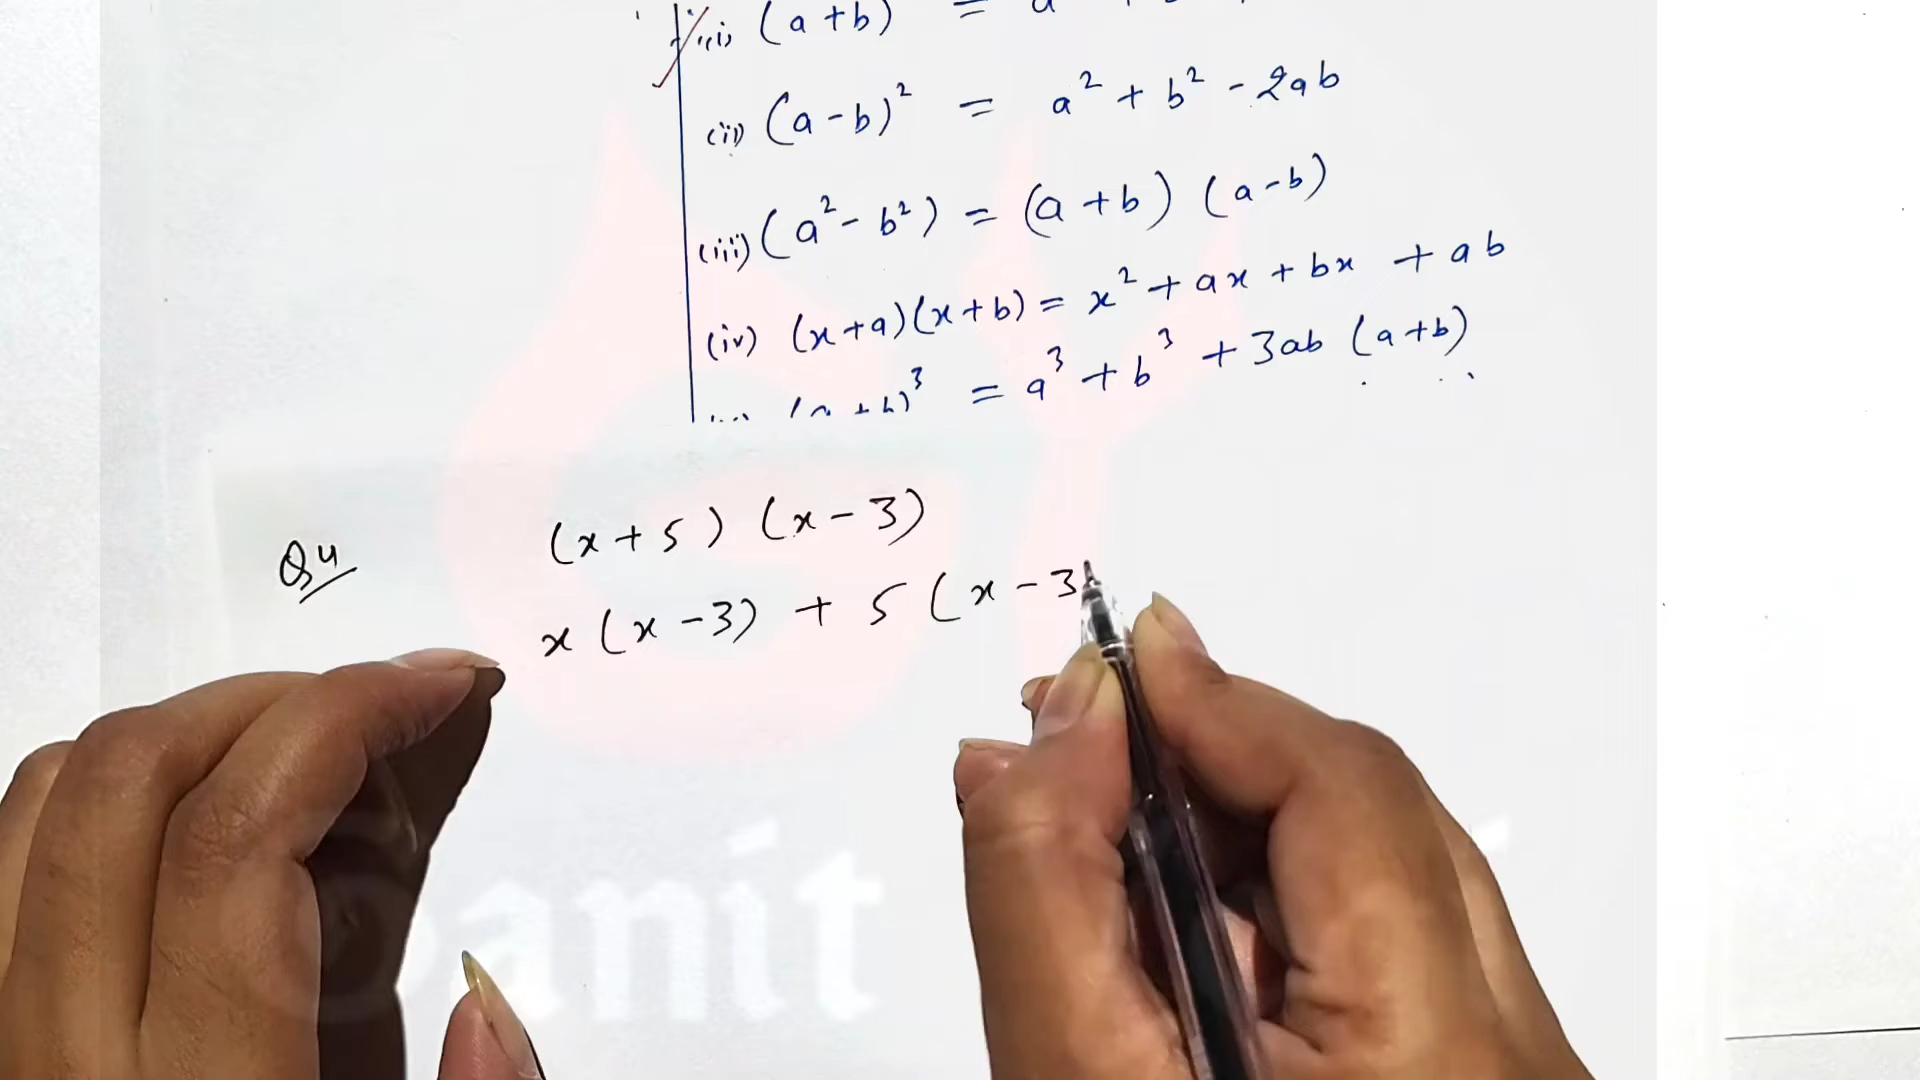 (a+b) = a
(ii) (a-b)² = a² + b² - 2ab
(iii) (a² - b²) = (a+b) (a-b)
(iv) (x+a)(x+b) = x² + ax + bx + ab
= a³ + b³ + 3ab (a+b)
Q4 (x+5) (x-3)
x (x-3) + 5 (x-3
anit